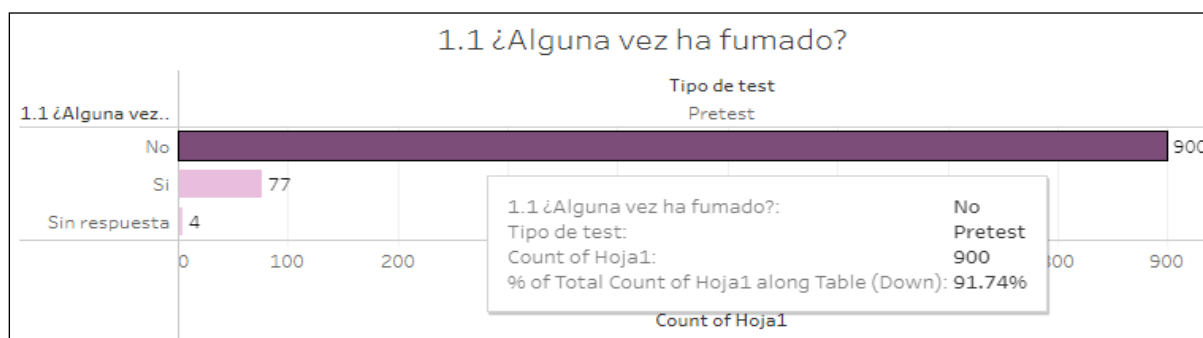 1.1 ¿Alguna vez ha fumado?
Tipo de test
1.1 ¿Alguna vez.. Pretest
No 900
Si 77
Sin respuesta 4
1.1 ¿Alguna vez ha fumado?: No
Tipo de test: Pretest
Count of Hoja1: 900
% of Total Count of Hoja1 along Table (Down): 91.74%
0 100 200 900
Count of Hoja1